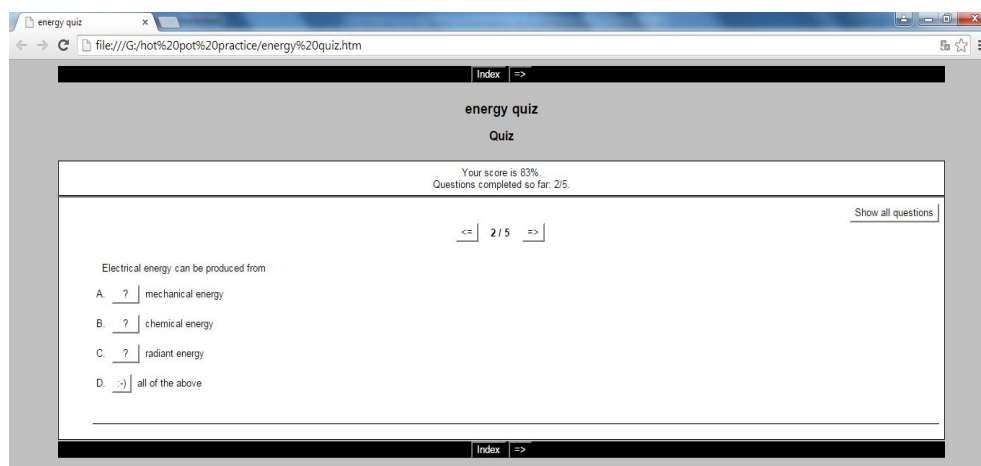 energy quiz
file:///G:/hot%20pot%20practice/energy%20quiz.htm
Index =>
energy quiz
Quiz
Your score is 83%.
Questions completed so far: 2/5.
Show all questions
<= 2 / 5 =>
Electrical energy can be produced from
A. ? mechanical energy
B. ? chemical energy
C. ? radiant energy
D. :-) all of the above
Index =>